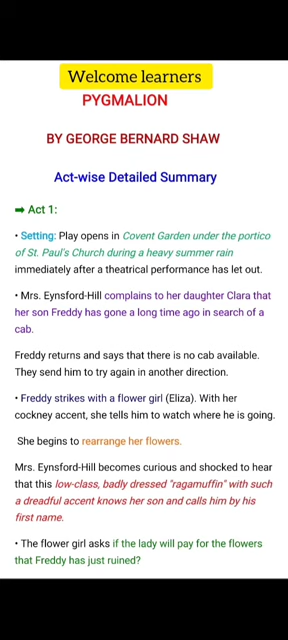 Welcome learners
PYGMALION
BY GEORGE BERNARD SHAW
Act-wise Detailed Summary
➡ Act 1:
• Setting: Play opens in Covent Garden under the portico
of St. Paul's Church during a heavy summer rain
immediately after a theatrical performance has let out.
• Mrs. Eynsford-Hill complains to her daughter Clara that
her son Freddy has gone a long time ago in search of a
cab.
Freddy returns and says that there is no cab available.
They send him to try again in another direction.
• Freddy strikes with a flower girl (Eliza). With her
cockney accent, she tells him to watch where he is going.
She begins to rearrange her flowers.
Mrs. Eynsford-Hill becomes curious and shocked to hear
that this low-class, badly dressed "ragamuffin" with such
a dreadful accent knows her son and calls him by his
first name.
• The flower girl asks if the lady will pay for the flowers
that Freddy has just ruined?